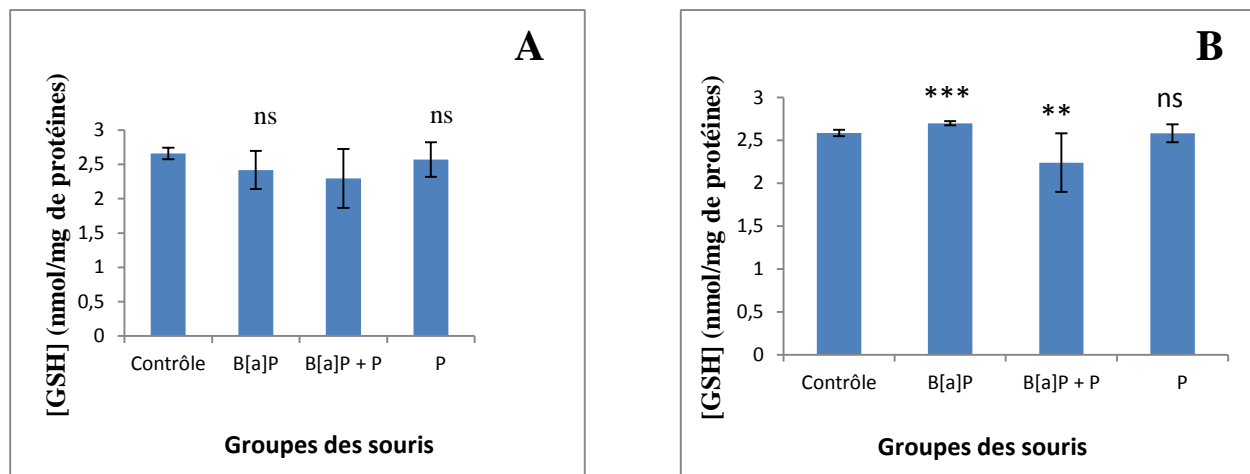 A
[GSH] (nmol/mg de protéines)
ns
ns
3
2,5
2
1,5
1
0,5
0
Contrôle B[a]P B[a]P + P P
Groupes des souris
B
[GSH] (nmol/mg de protéines)
***
**
ns
3
2,5
2
1,5
1
0,5
0
Contrôle B[a]P B[a]P + P P
Groupes des souris